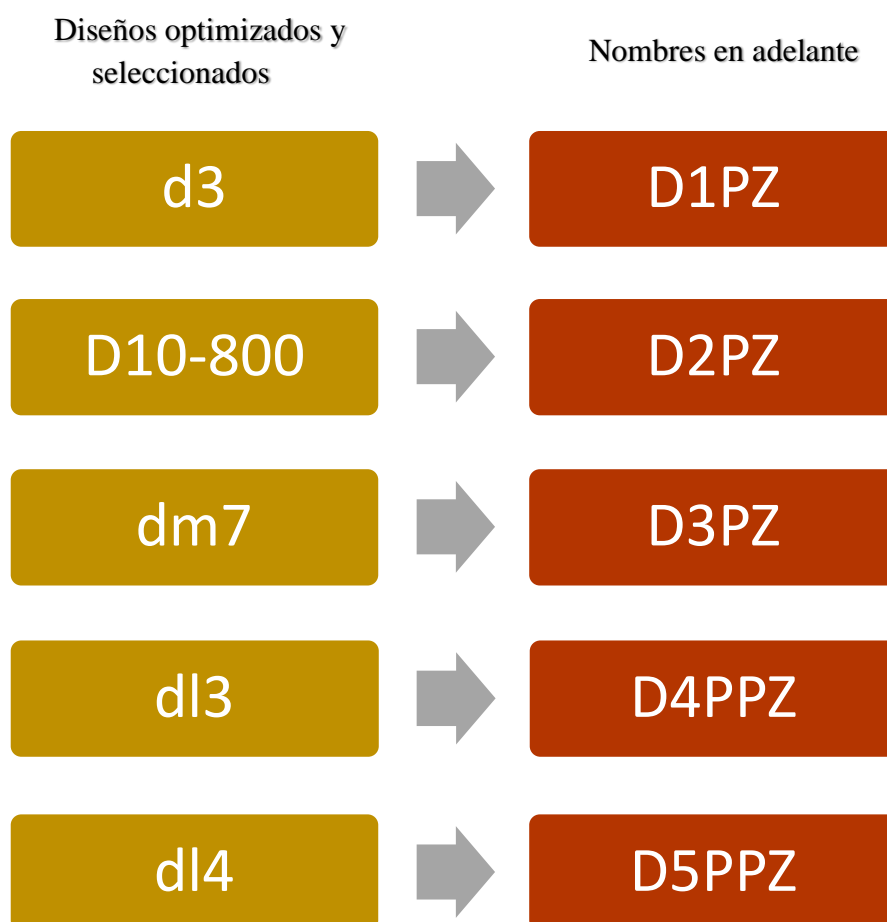 Diseños optimizados y
seleccionados
Nombres en adelante
d3
D1PZ
D10-800
D2PZ
dm7
D3PZ
dl3
D4PPZ
dl4
D5PPZ